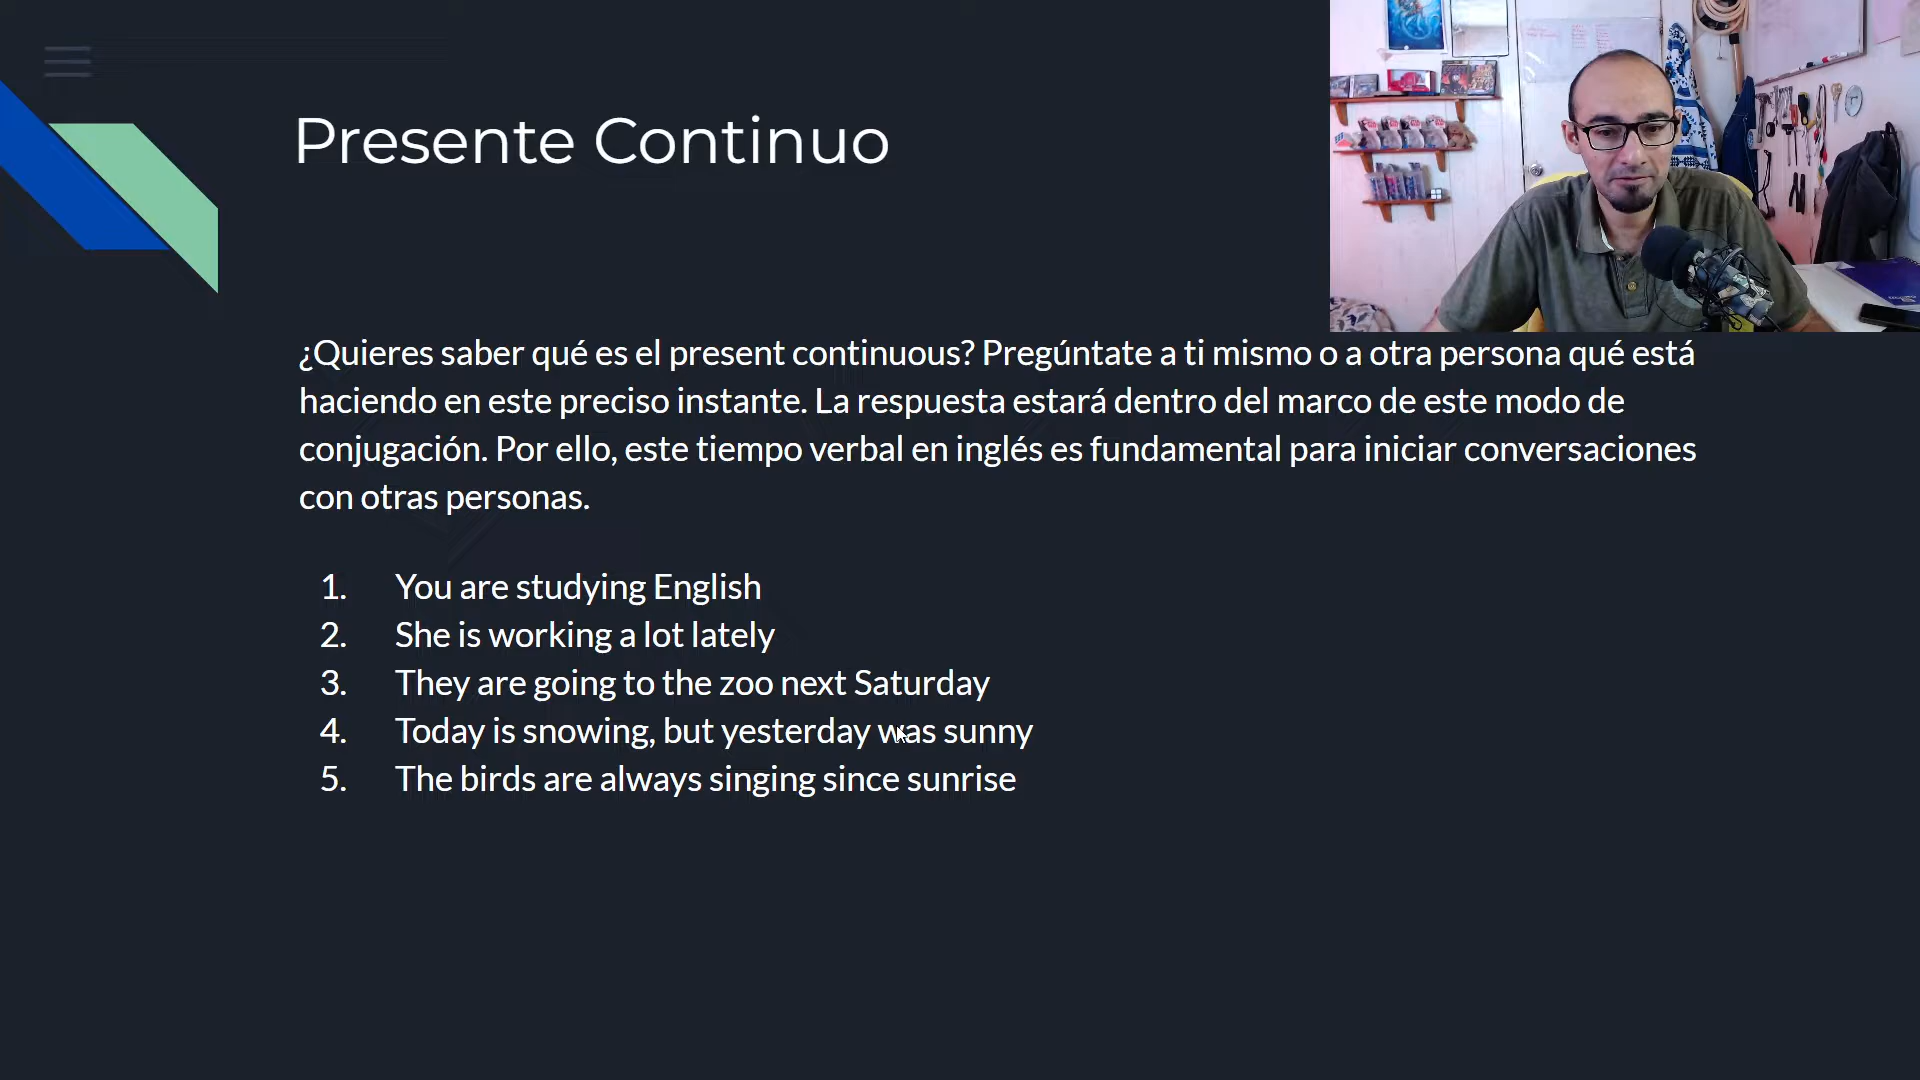 Presente Continuo
¿Quieres saber qué es el present continuous? Pregúntate a ti mismo o a otra persona qué está
haciendo en este preciso instante. La respuesta estará dentro del marco de este modo de
conjugación. Por ello, este tiempo verbal en inglés es fundamental para iniciar conversaciones
con otras personas.
1. You are studying English
2. She is working a lot lately
3. They are going to the zoo next Saturday
4. Today is snowing, but yesterday was sunny
5. The birds are always singing since sunrise